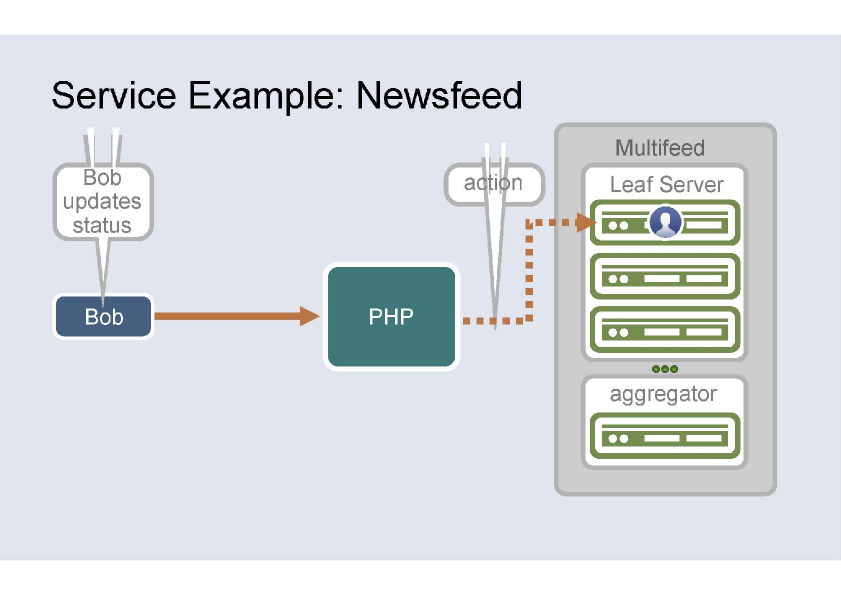 Service Example: Newsfeed
Bob
updates
status
action
Multifeed
Leaf Server
Bob
PHP
aggregator